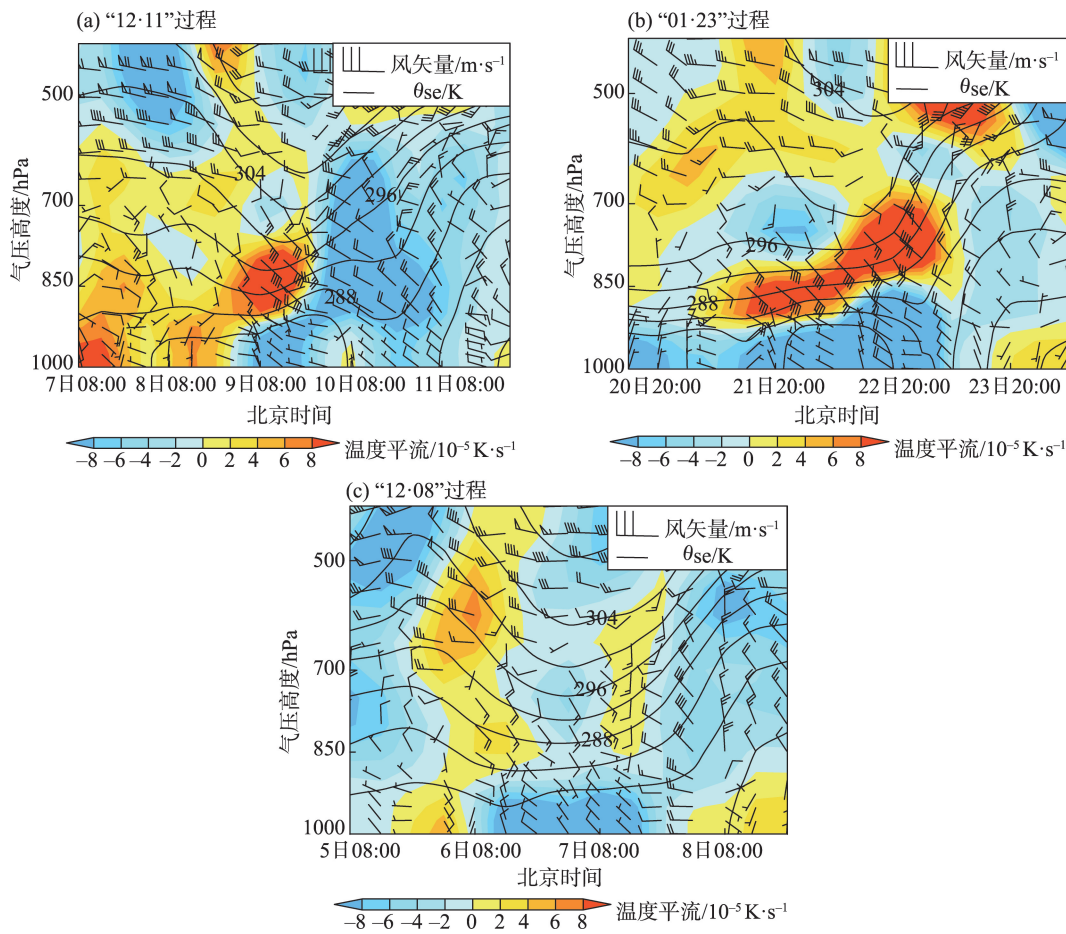 (a) “12·11”过程
风矢量/m·s⁻¹
θse/K
500
700
850
1000
气压高度/hPa
304
296
288
7日08:00 8日08:00 9日08:00 10日08:00 11日08:00
北京时间
−8 −6 −4 −2 0 2 4 6 8 温度平流/10⁻⁵ K·s⁻¹
(b) “01·23”过程
风矢量/m·s⁻¹
θse/K
500
700
850
1000
气压高度/hPa
304
296
288
20日20:00 21日20:00 22日20:00 23日20:00
北京时间
−8 −6 −4 −2 0 2 4 6 8 温度平流/10⁻⁵ K·s⁻¹
(c) “12·08”过程
风矢量/m·s⁻¹
θse/K
500
700
850
1000
气压高度/hPa
304
296
288
5日08:00 6日08:00 7日08:00 8日08:00
北京时间
−8 −6 −4 −2 0 2 4 6 8 温度平流/10⁻⁵ K·s⁻¹